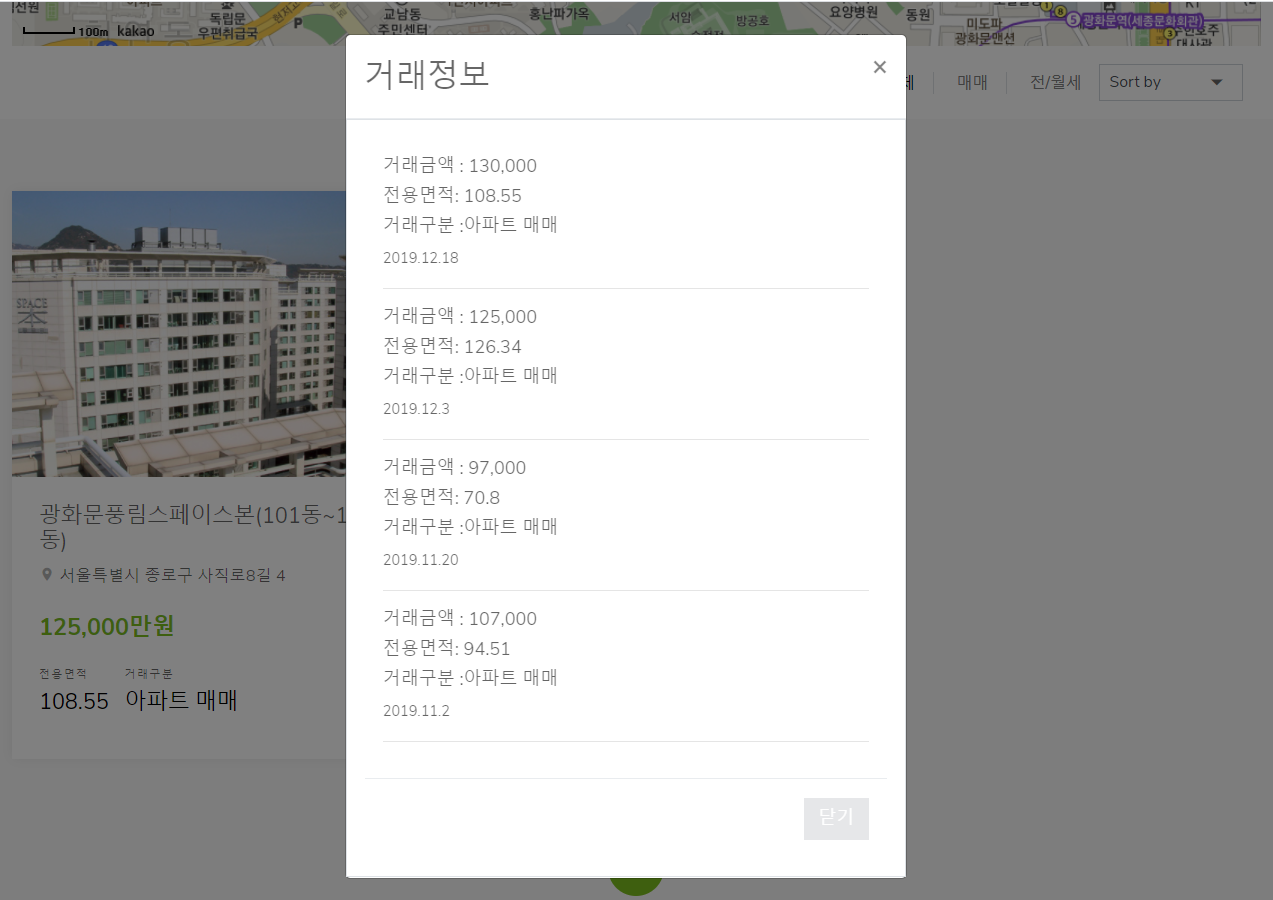 독립문
우편취급국
교남동
주민센터
홍난파가옥
서암
방공호
요양병원
동원
미도파
광화문맨션
5 광화문역(세종문화회관)
8
3
대사관
P
100m kakao
거래정보
×
매매
전/월세
Sort by
거래금액 : 130,000
전용면적: 108.55
거래구분 :아파트 매매
2019.12.18
거래금액 : 125,000
전용면적: 126.34
거래구분 :아파트 매매
2019.12.3
거래금액 : 97,000
전용면적: 70.8
거래구분 :아파트 매매
2019.11.20
거래금액 : 107,000
전용면적: 94.51
거래구분 :아파트 매매
2019.11.2
닫기
SPACE
本
광화문풍림스페이스본(101동~1
동)
서울특별시 종로구 사직로8길 4
125,000만원
전용면적 거래구분
108.55 아파트 매매